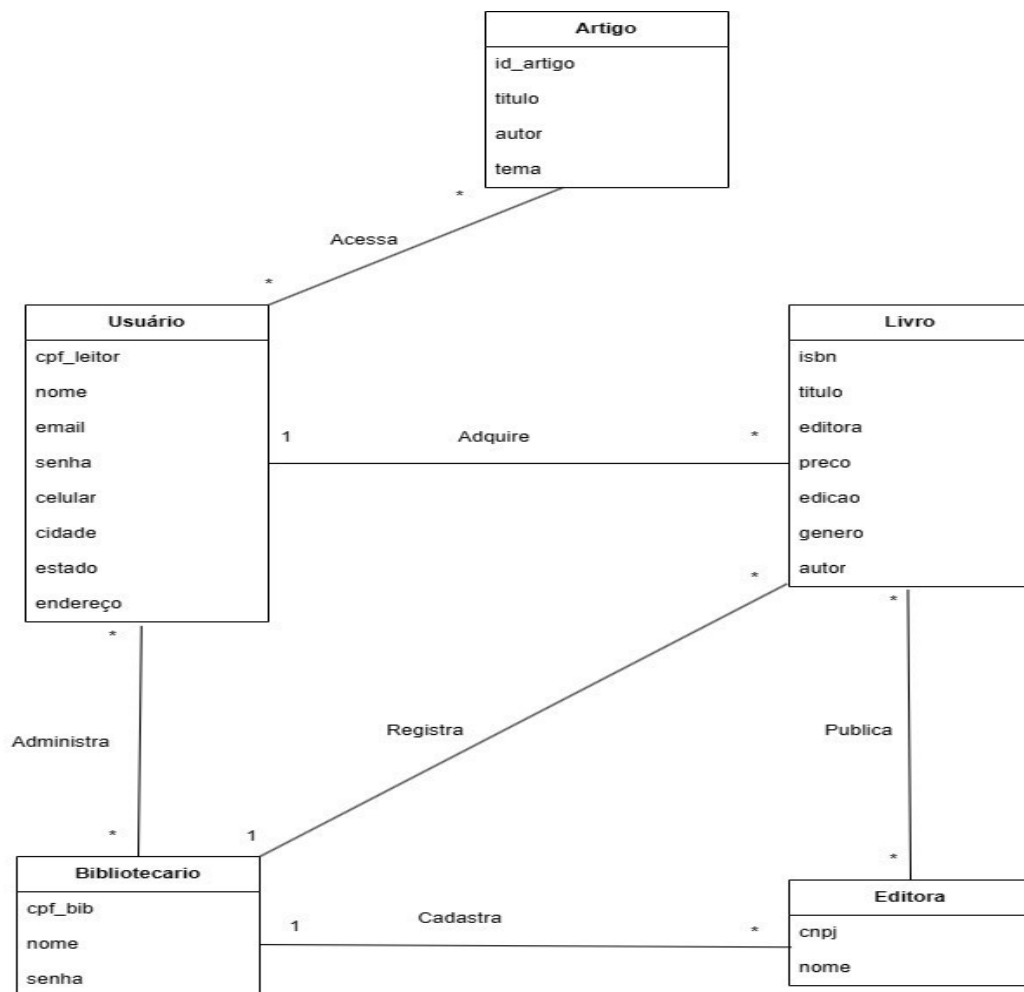 Artigo
id_artigo
titulo
autor
tema
*
Acessa
*
Usuário
cpf_leitor
nome
email
senha
celular
cidade
estado
endereço
1
Adquire
*
Livro
isbn
titulo
editora
preco
edicao
genero
autor
*
*
*
Administra
Registra
Publica
*
1
*
Bibliotecario
cpf_bib
nome
senha
1
Cadastra
*
Editora
cnpj
nome